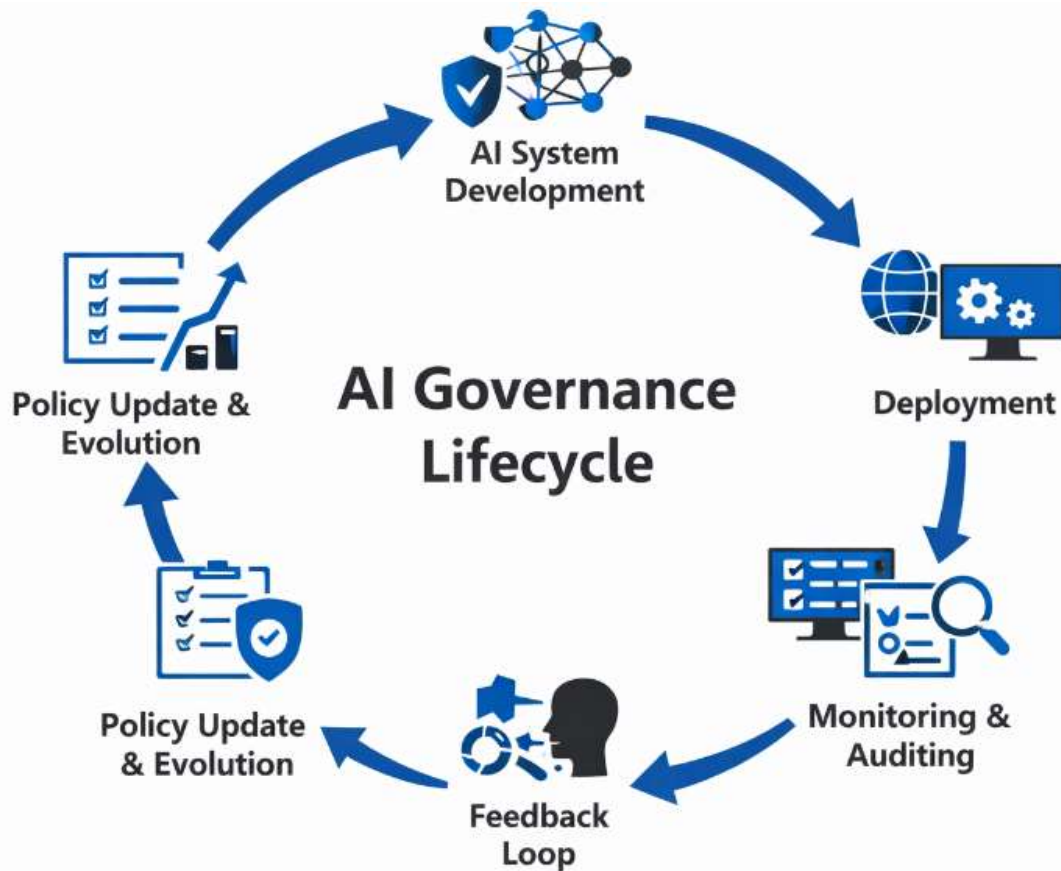 AI System
Development
Policy Update &
Evolution
AI Governance
Lifecycle
Deployment
Policy Update
& Evolution
Monitoring &
Auditing
Feedback
Loop